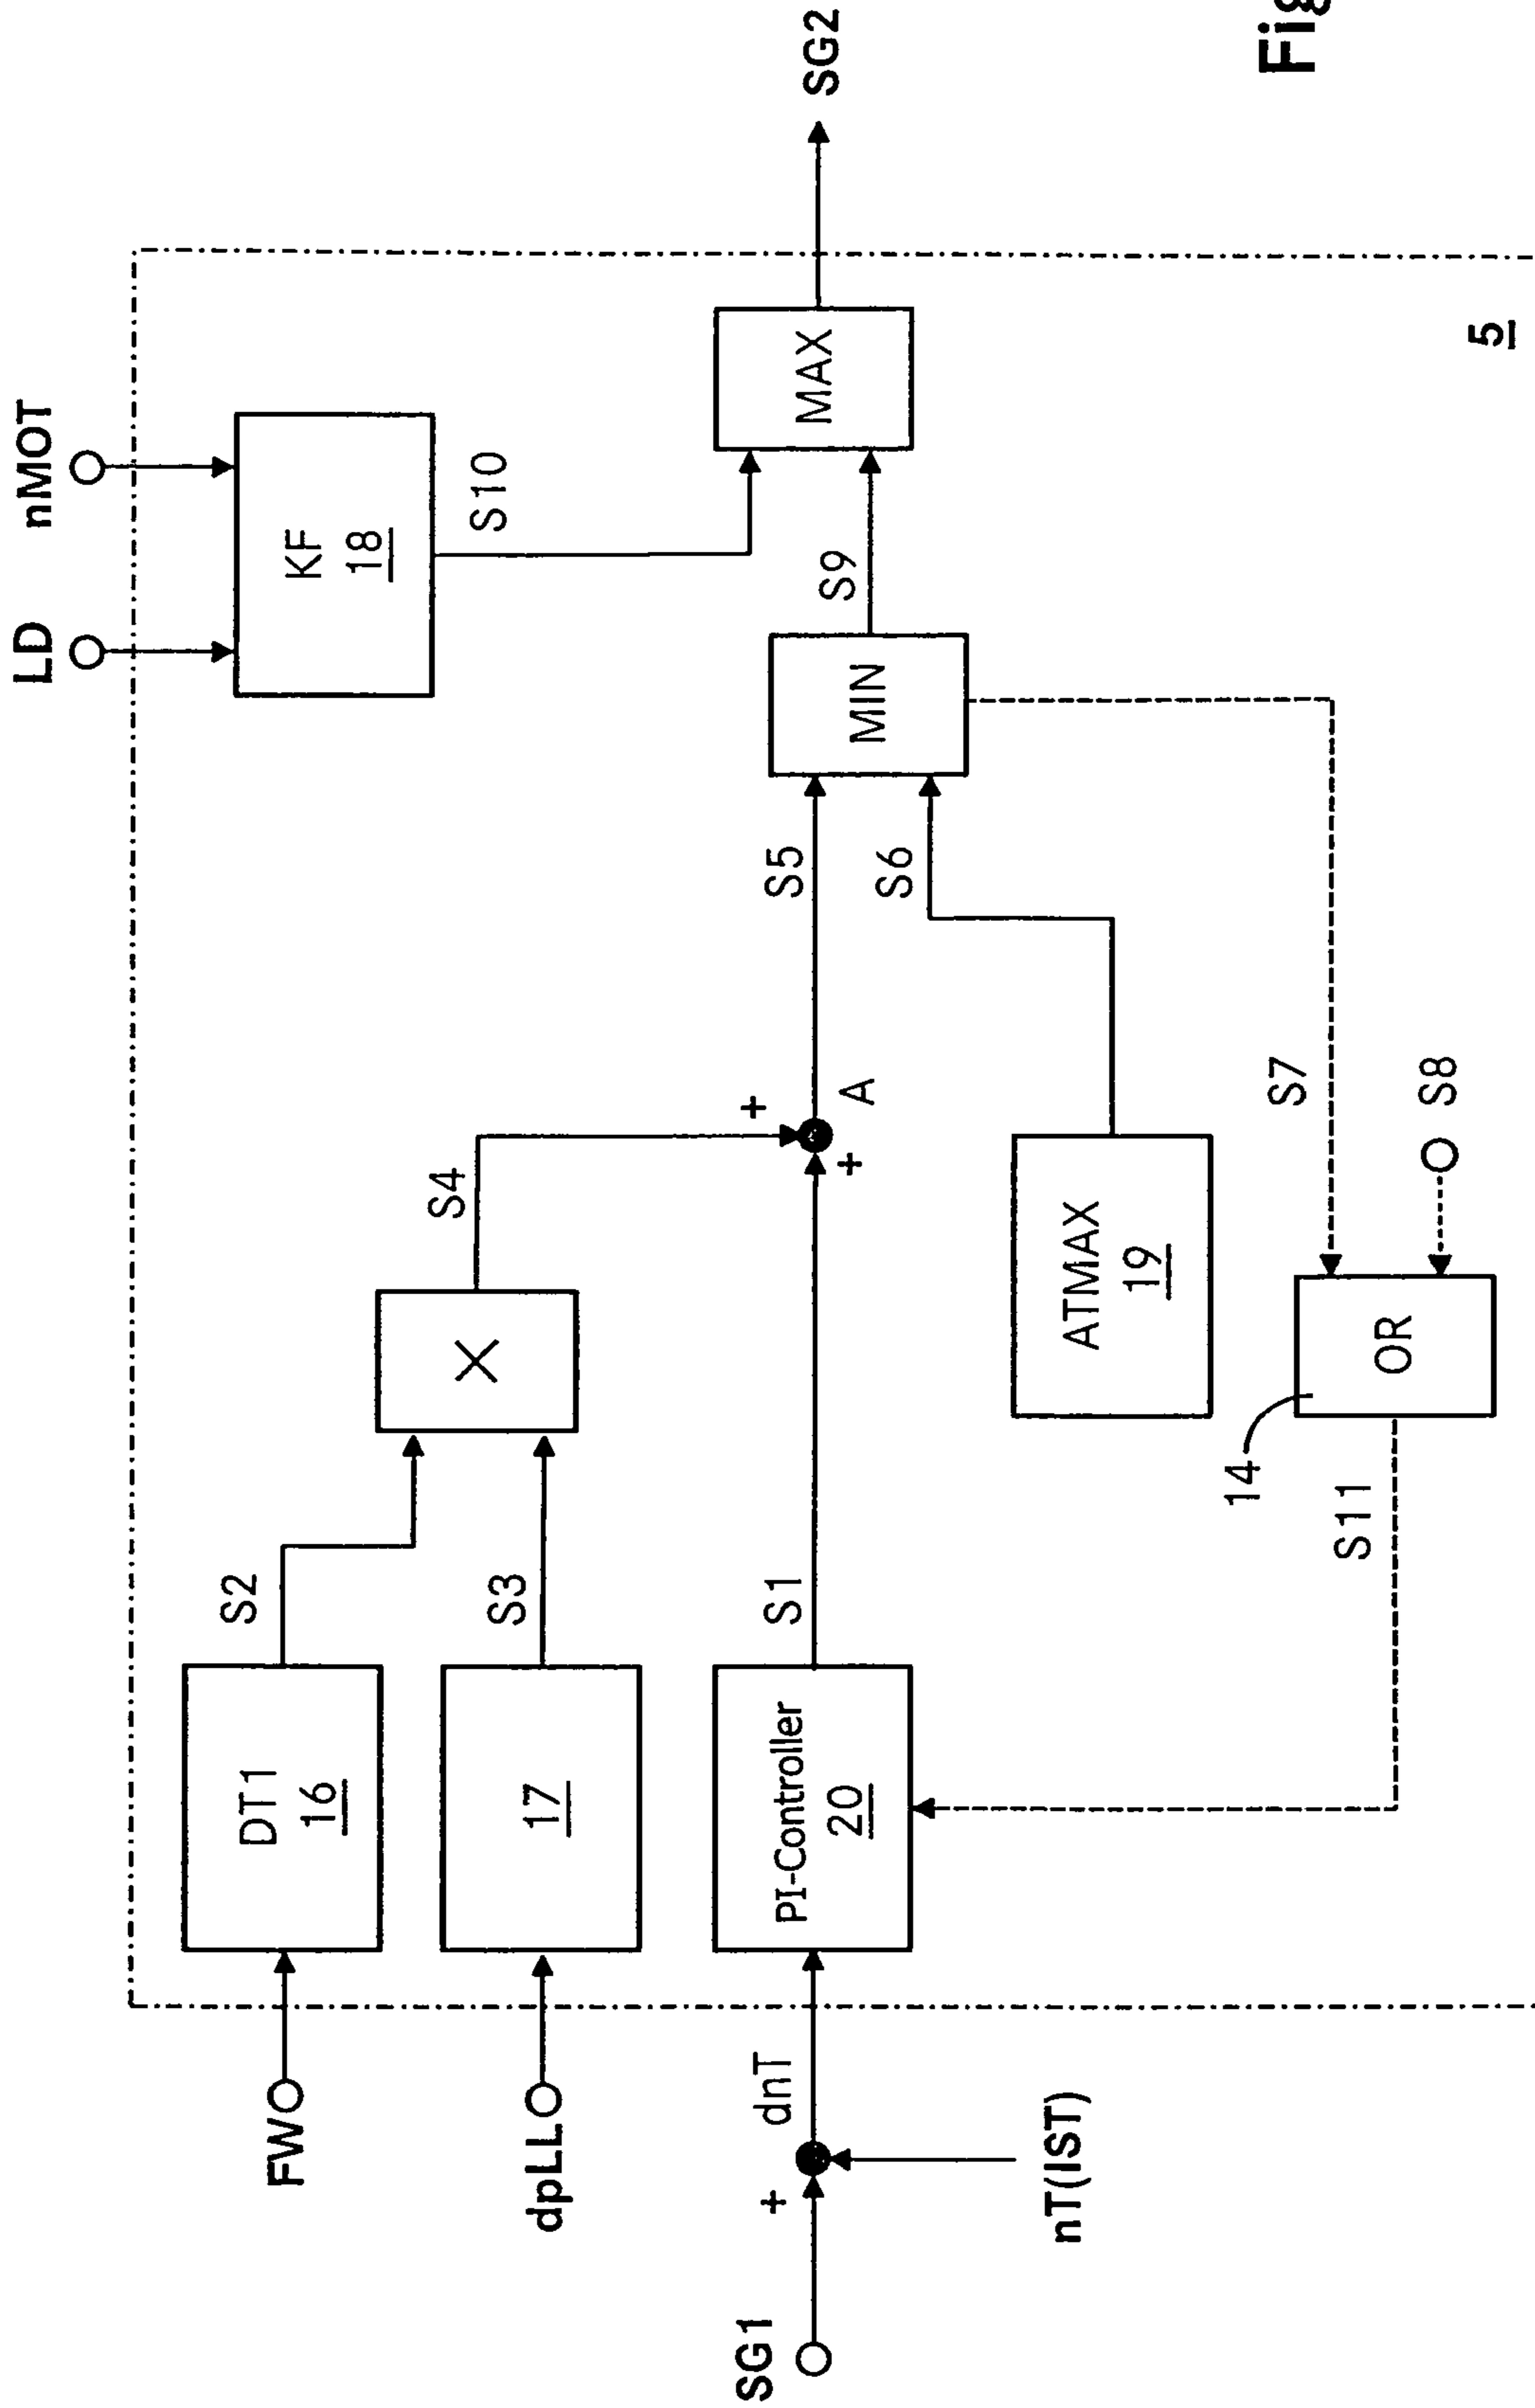 LD
nMOT
KF
18
S10
FW
DT1
16
S2
dpLL
17
S3
X
S4
+
SG1
+
dnT
nT(IST)
PI-Controller
20
S1
+
A
S5
S6
MIN
S9
MAX
SG2
ATMAX
19
S7
S8
14
OR
S11
5
Fig